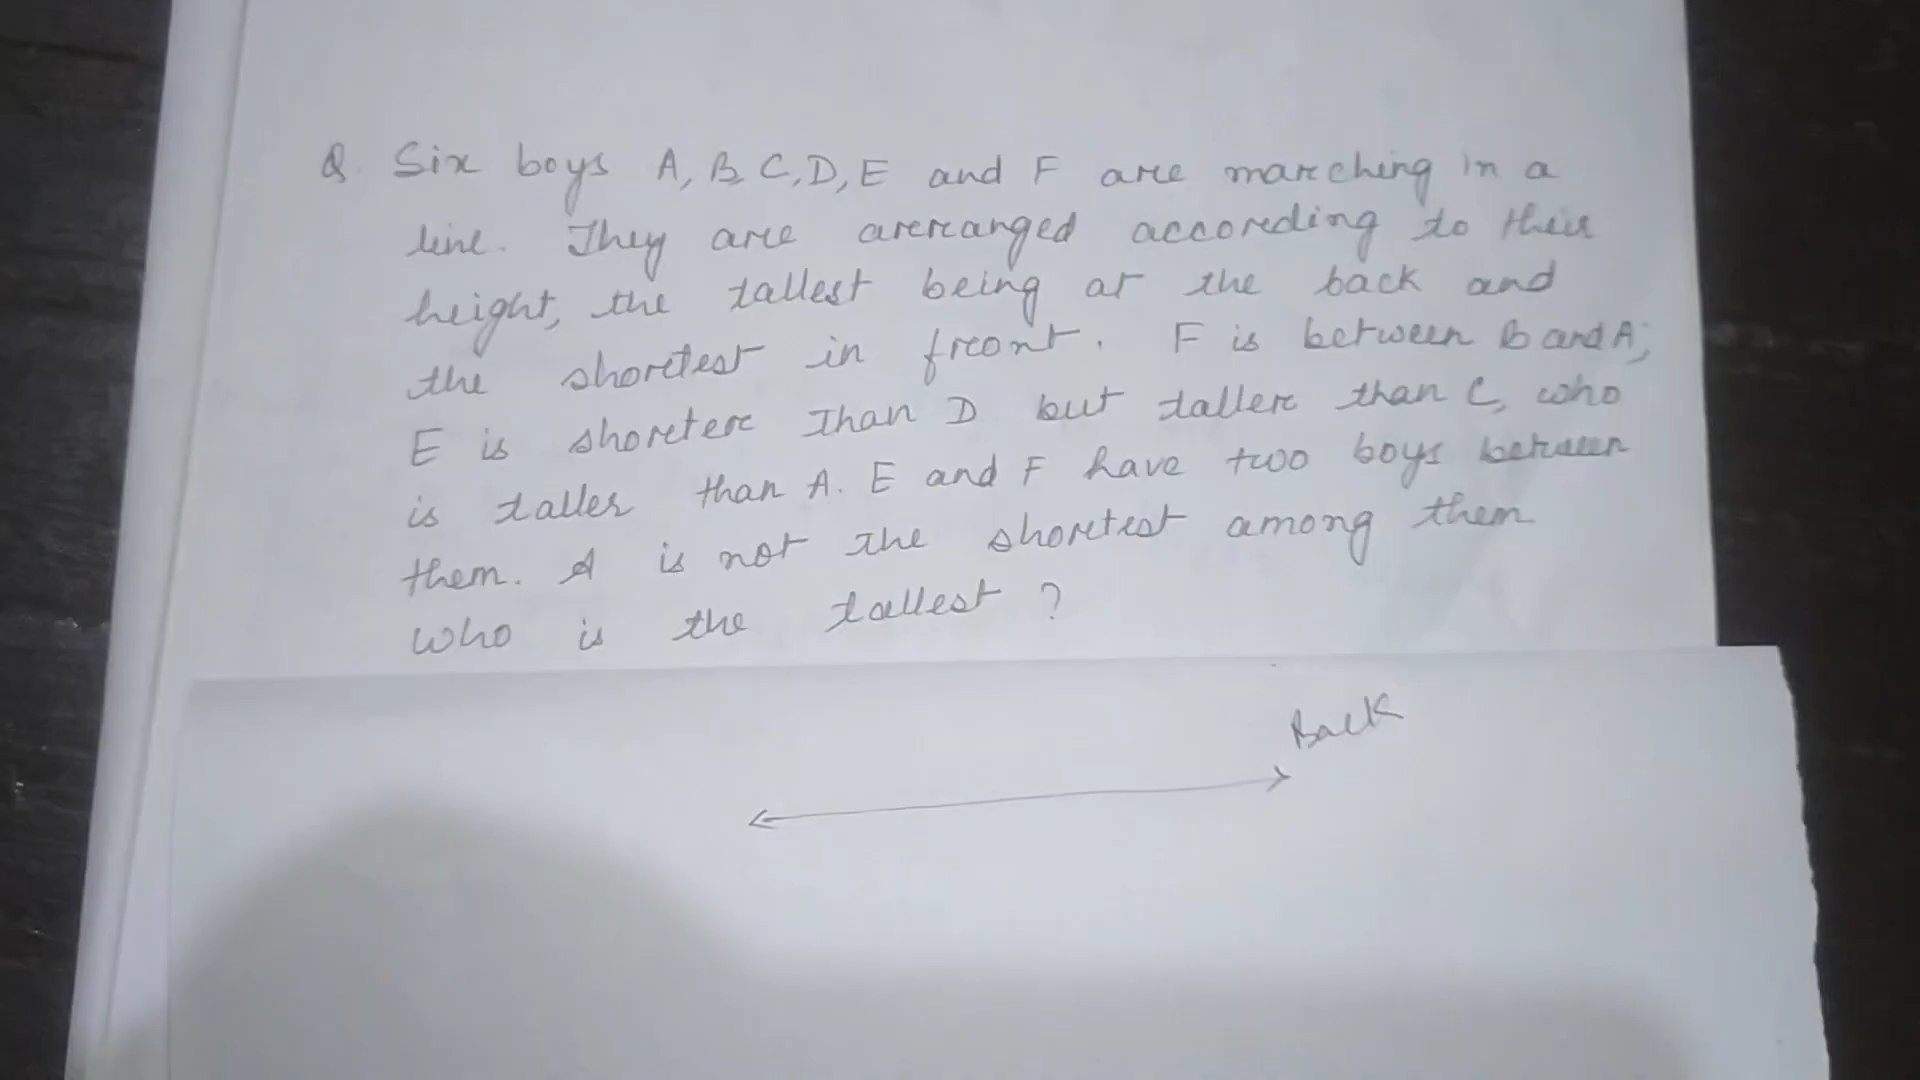 Q. Six boys A, B, C, D, E and F are marching in a
line. They are arranged according to their
height, the tallest being at the back and
the shortest in front. F is between B and A;
E is shorter Than D but taller than C, who
is taller than A. E and F have two boys between
them. A is not the shortest among them
who is the tallest ?
Back